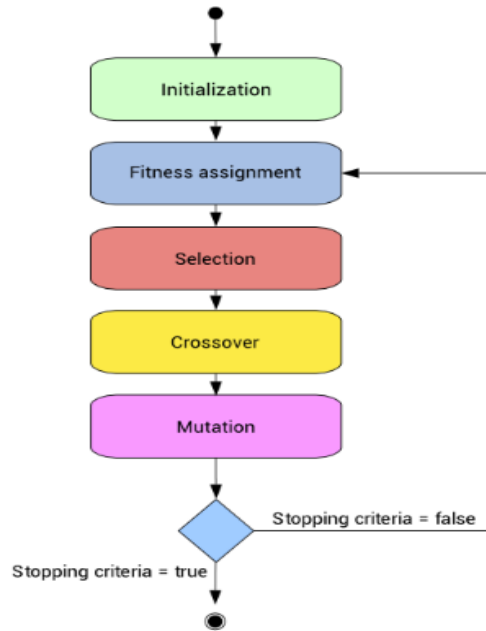 Initialization
Fitness assignment
Selection
Crossover
Mutation
Stopping criteria = false
Stopping criteria = true